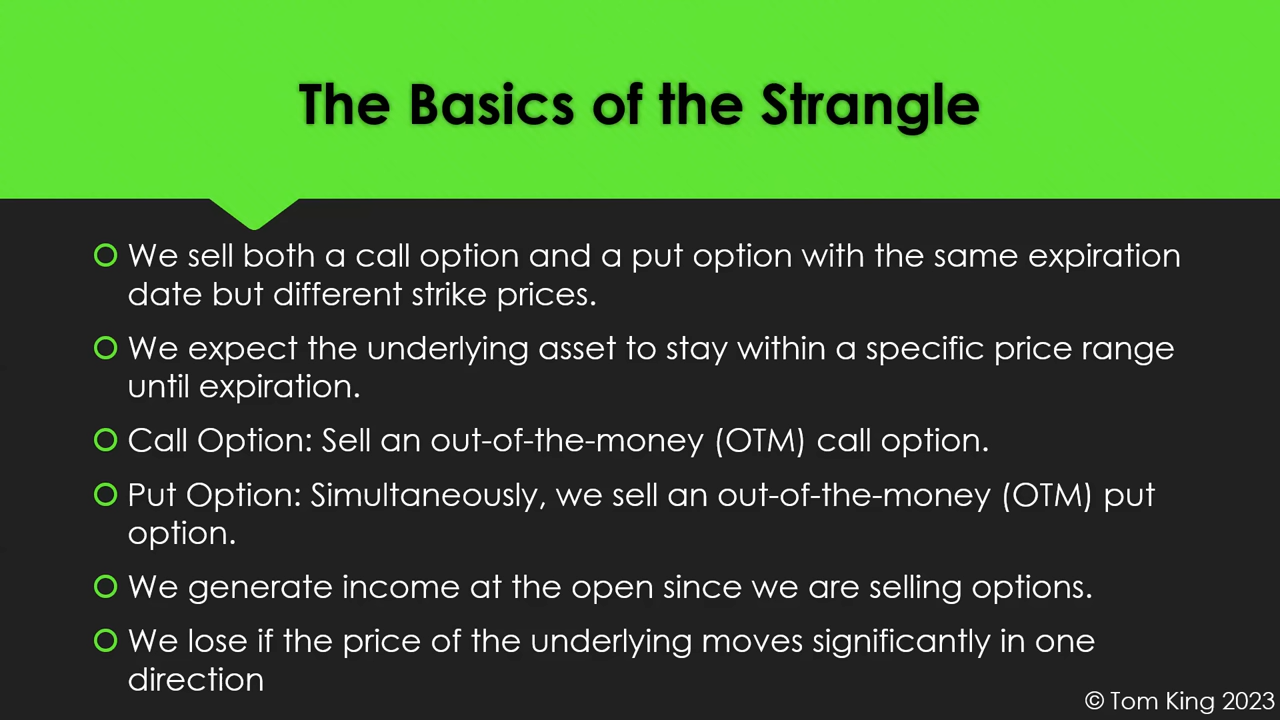 The Basics of the Strangle
We sell both a call option and a put option with the same expiration
date but different strike prices.
We expect the underlying asset to stay within a specific price range
until expiration.
Call Option: Sell an out-of-the-money (OTM) call option.
Put Option: Simultaneously, we sell an out-of-the-money (OTM) put
option.
We generate income at the open since we are selling options.
We lose if the price of the underlying moves significantly in one
direction
© Tom King 2023